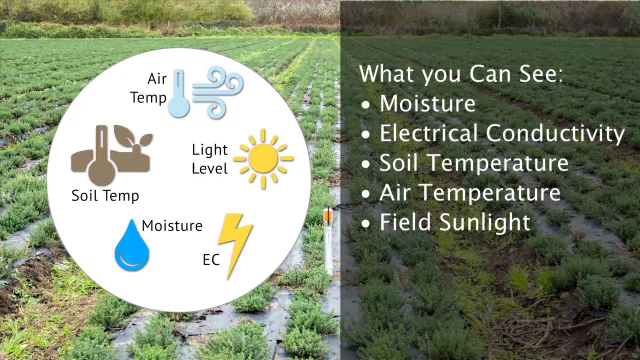 Air
Temp
Light
Level
Soil Temp
Moisture
EC
What you Can See:
• Moisture
• Electrical Conductivity
• Soil Temperature
• Air Temperature
• Field Sunlight